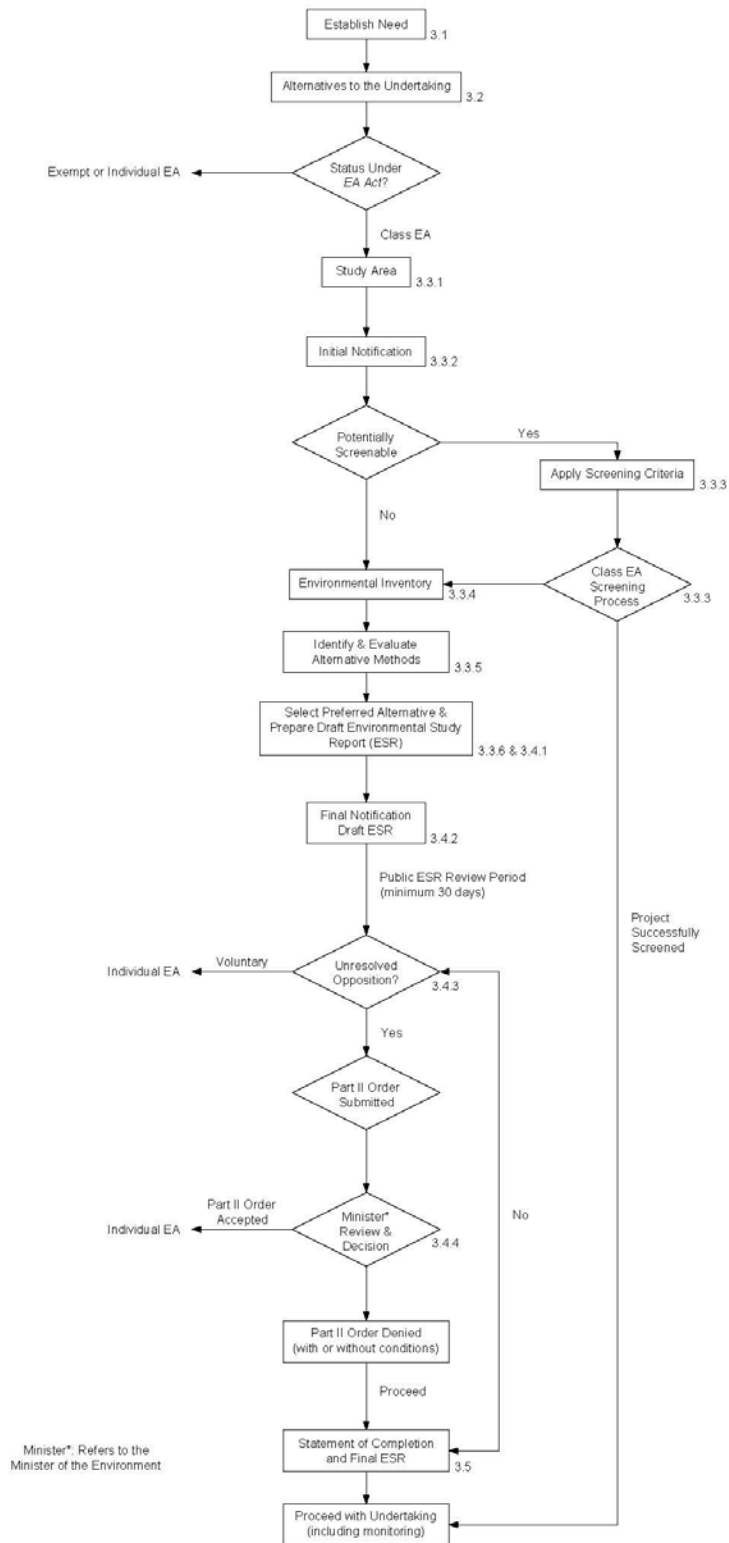 Establish Need
3.1
Alternatives to the Undertaking
3.2
Status Under
EA Act?
Exempt or Individual EA
Class EA
Study Area
3.3.1
Initial Notification
3.3.2
Potentially
Screenable
Yes
Apply Screening Criteria
3.3.3
No
Environmental Inventory
3.3.4
Class EA
Screening
Process
3.3.3
Identify & Evaluate
Alternative Methods
3.3.5
Select Preferred Alternative &
Prepare Draft Environmental Study
Report (ESR)
3.3.6 & 3.4.1
Final Notification
Draft ESR
3.4.2
Public ESR Review Period
(minimum 30 days)
Project
Successfully
Screened
Individual EA
Voluntary
Unresolved
Opposition?
3.4.3
Yes
Part II Order
Submitted
Part II Order
Accepted
Individual EA
Minister*
Review &
Decision
3.4.4
No
Part II Order Denied
(with or without conditions)
Proceed
Statement of Completion
and Final ESR
3.5
Minister*: Refers to the
Minister of the Environment
Proceed with Undertaking
(including monitoring)